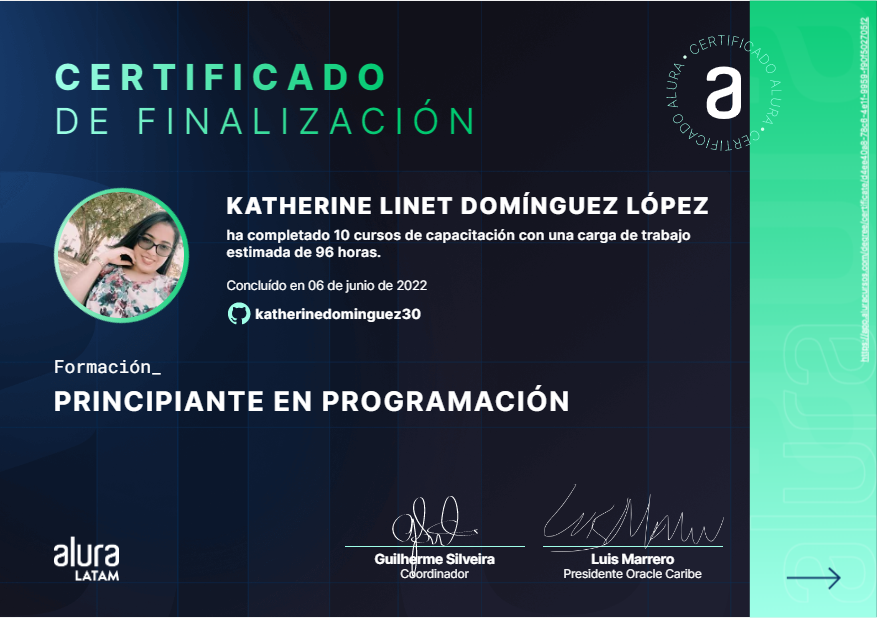 CERTIFICADO
DE FINALIZACIÓN
CERTIFICADO ALURA • CERTIFICADO ALURA •
a
KATHERINE LINET DOMÍNGUEZ LÓPEZ
ha completado 10 cursos de capacitación con una carga de trabajo
estimada de 96 horas.
Concluído en 06 de junio de 2022
katherinedominguez30
Formación_
PRINCIPIANTE EN PROGRAMACIÓN
alura
LATAM
Guilherme Silveira
Coordinador
Luis Marrero
Presidente Oracle Caribe
alura